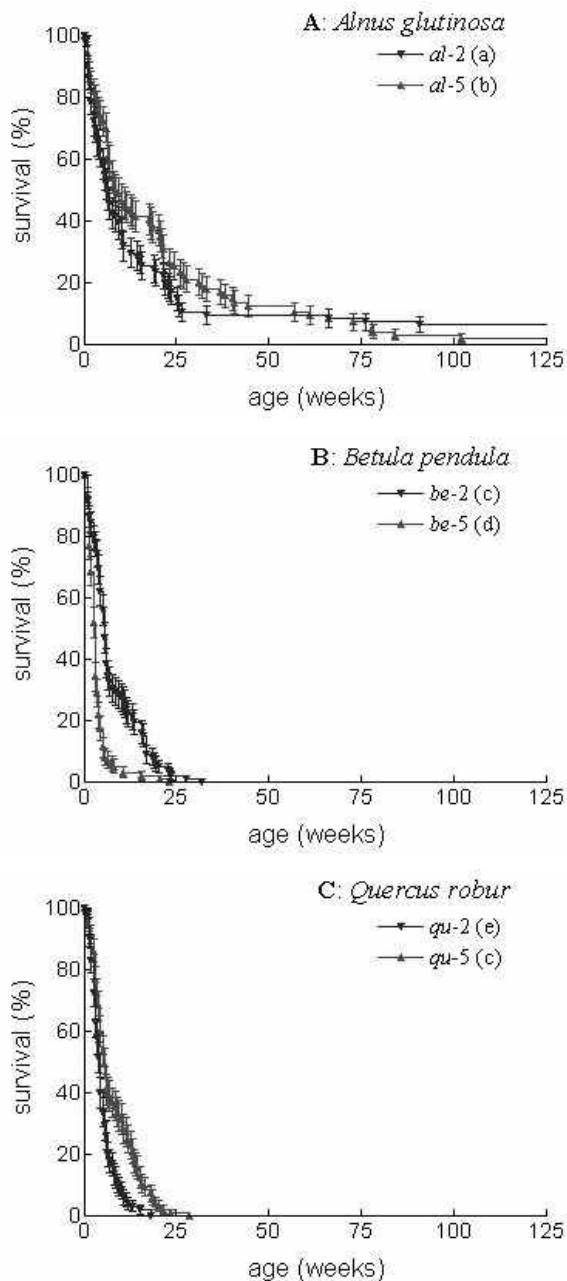 A: Alnus glutinosa
al-2 (a)
al-5 (b)
survival (%)
100
80
60
40
20
0
0 25 50 75 100 125
age (weeks)
B: Betula pendula
be-2 (c)
be-5 (d)
survival (%)
100
80
60
40
20
0
0 25 50 75 100 125
age (weeks)
C: Quercus robur
qu-2 (e)
qu-5 (c)
survival (%)
100
80
60
40
20
0
0 25 50 75 100 125
age (weeks)